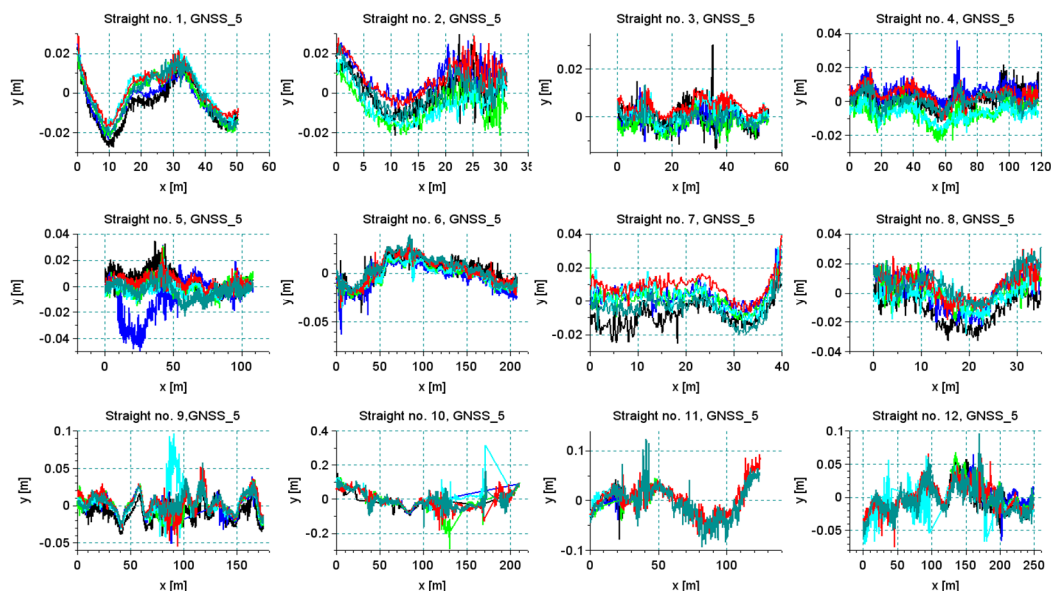 Straight no. 1, GNSS_5
0.02
0
-0.02
y [m]
0 10 20 30 40 50 60
x [m]
Straight no. 2, GNSS_5
0.02
0
-0.02
y [m]
0 5 10 15 20 25 30 35
x [m]
Straight no. 3, GNSS_5
0.02
0
y [m]
0 20 40 60
x [m]
Straight no. 4, GNSS_5
0.04
0.02
0
-0.02
-0.04
y [m]
0 20 40 60 80 100 120
x [m]
Straight no. 5, GNSS_5
0.04
0.02
0
-0.02
-0.04
y [m]
0 50 100
x [m]
Straight no. 6, GNSS_5
0.05
0
-0.05
y [m]
0 50 100 150 200
x [m]
Straight no. 7, GNSS_5
0.04
0.02
0
-0.02
y [m]
0 10 20 30 40
x [m]
Straight no. 8, GNSS_5
0.04
0.02
0
-0.02
-0.04
y [m]
0 10 20 30
x [m]
Straight no. 9,GNSS_5
0.1
0.05
0
-0.05
y [m]
0 50 100 150
x [m]
Straight no. 10, GNSS_5
0.4
0.2
0
-0.2
y [m]
0 50 100 150 200
x [m]
Straight no. 11, GNSS_5
0.1
0
-0.1
y [m]
0 50 100
x [m]
Straight no. 12, GNSS_5
0.1
0.05
0
-0.05
y [m]
0 50 100 150 200 250
x [m]